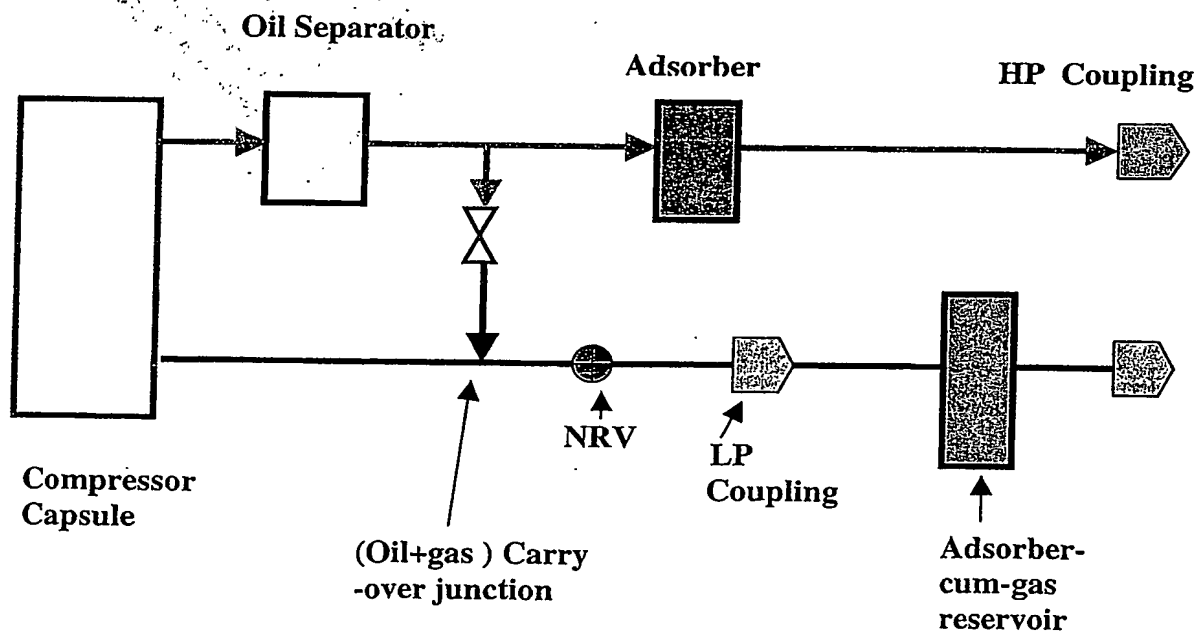 Oil Separator
Adsorber
HP Coupling
NRV
LP
Coupling
Compressor
Capsule
(Oil+gas ) Carry
-over junction
Adsorber-
cum-gas
reservoir